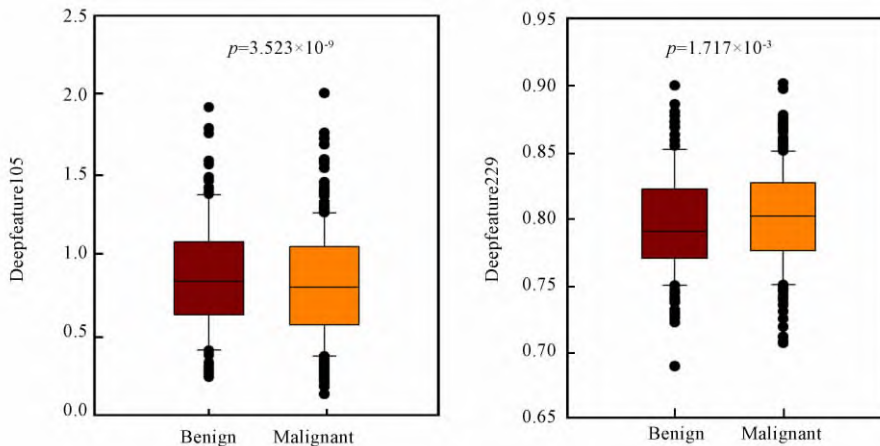 2.5
p=3.523×10⁻⁹
2.0
1.5
1.0
0.5
0.0
Deepfeature105
Benign Malignant
0.95
p=1.717×10⁻³
0.90
0.85
0.80
0.75
0.70
0.65
Deepfeature229
Benign Malignant